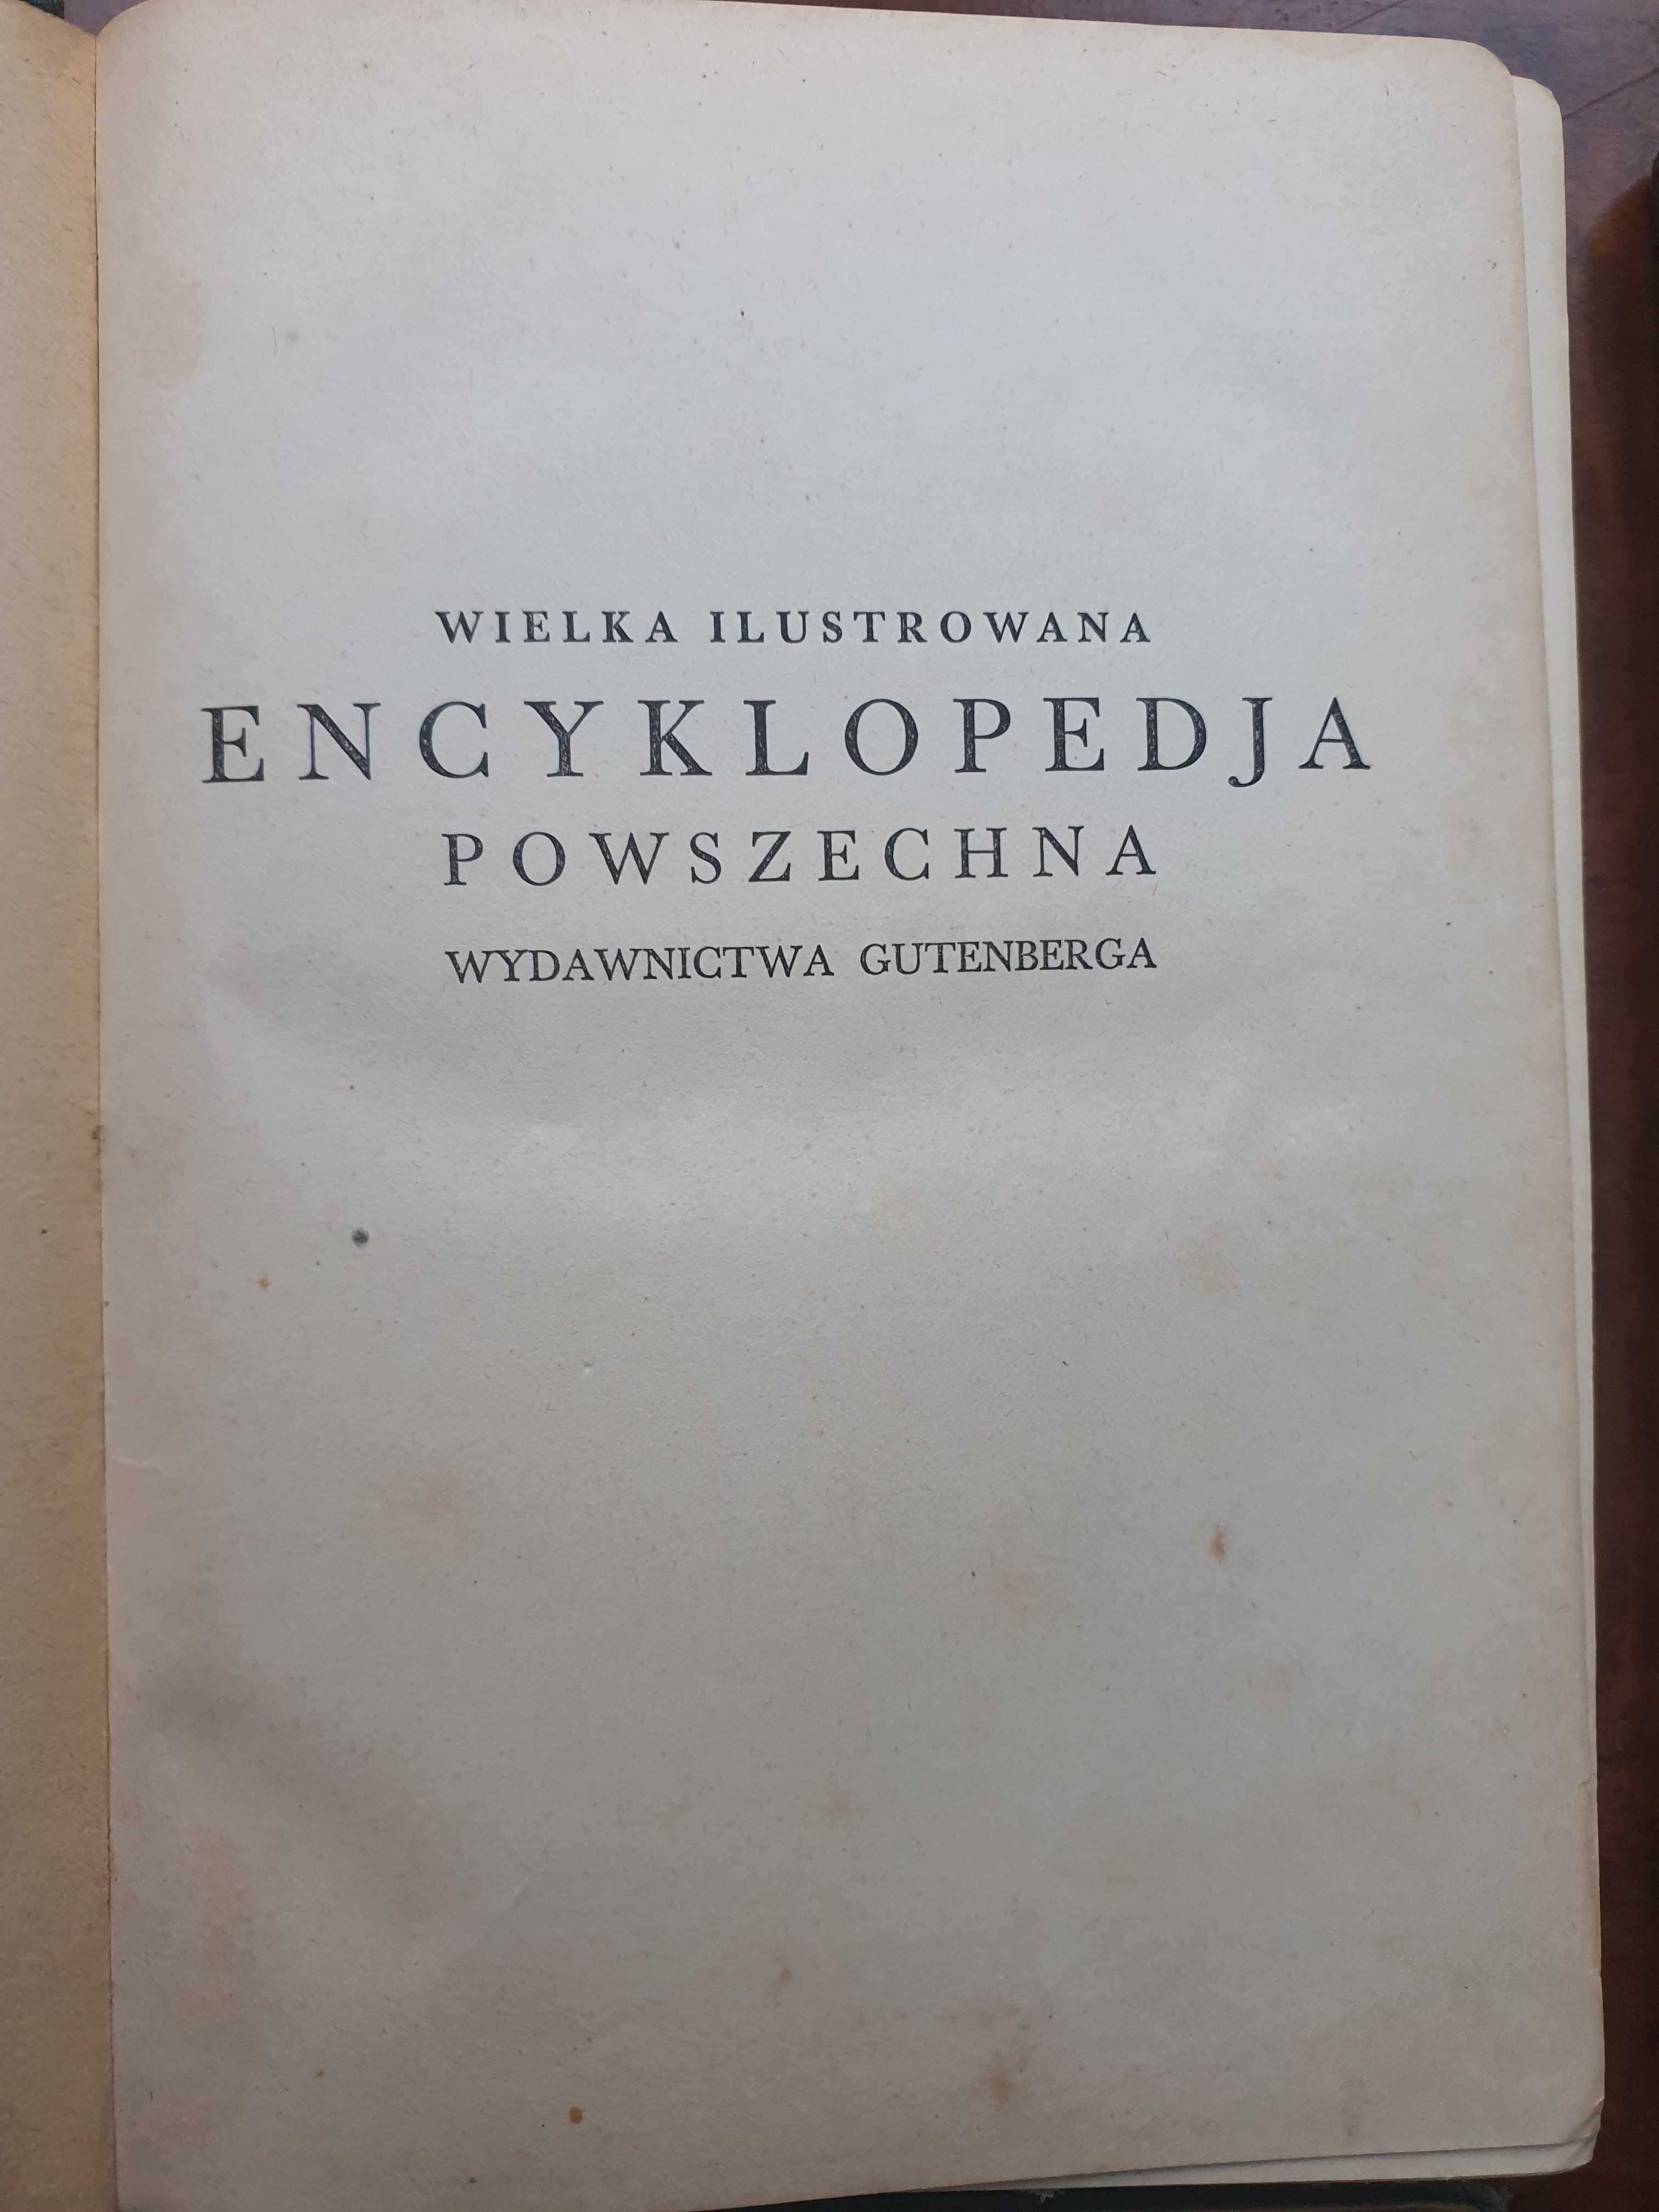 WIELKA ILUSTROWANA
ENCYKLOPEDJA
POWSZECHNA
WYDAWNICTWA GUTENBERGA